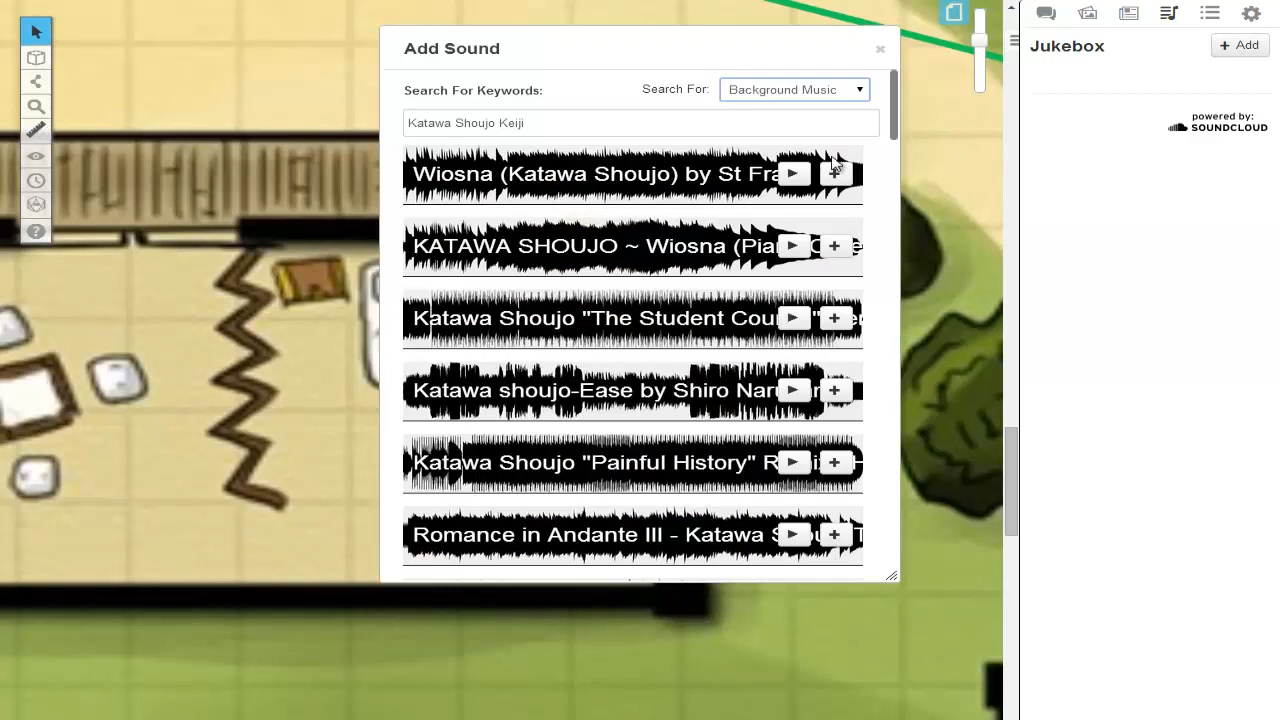 Add Sound
×
Search For Keywords:
Search For:
Background Music
Katawa Shoujo Keiji
Wiosna (Katawa Shoujo) by St Fra
KATAWA SHOUJO ~ Wiosna (Pia
Katawa Shoujo "The Student Cou
Katawa shoujo-Ease by Shiro Nar
Katawa Shoujo "Painful History" R
Romance in Andante III - Katawa S
Jukebox
+ Add
powered by:
SOUNDCLOUD